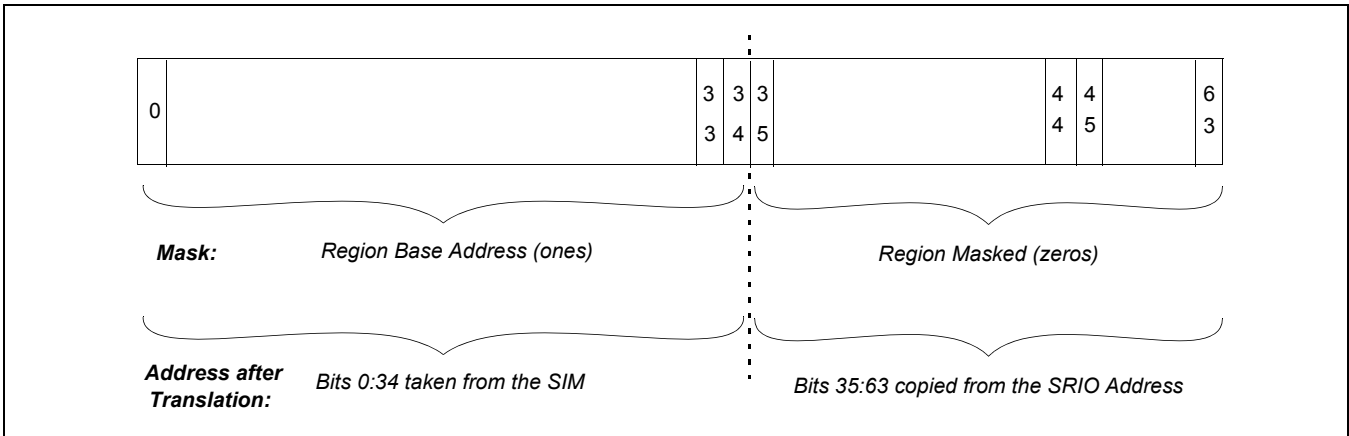 0 3 3 3 4 4 6
3 4 5 4 5 3
Mask: Region Base Address (ones) Region Masked (zeros)
Address after
Translation: Bits 0:34 taken from the SIM Bits 35:63 copied from the SRIO Address